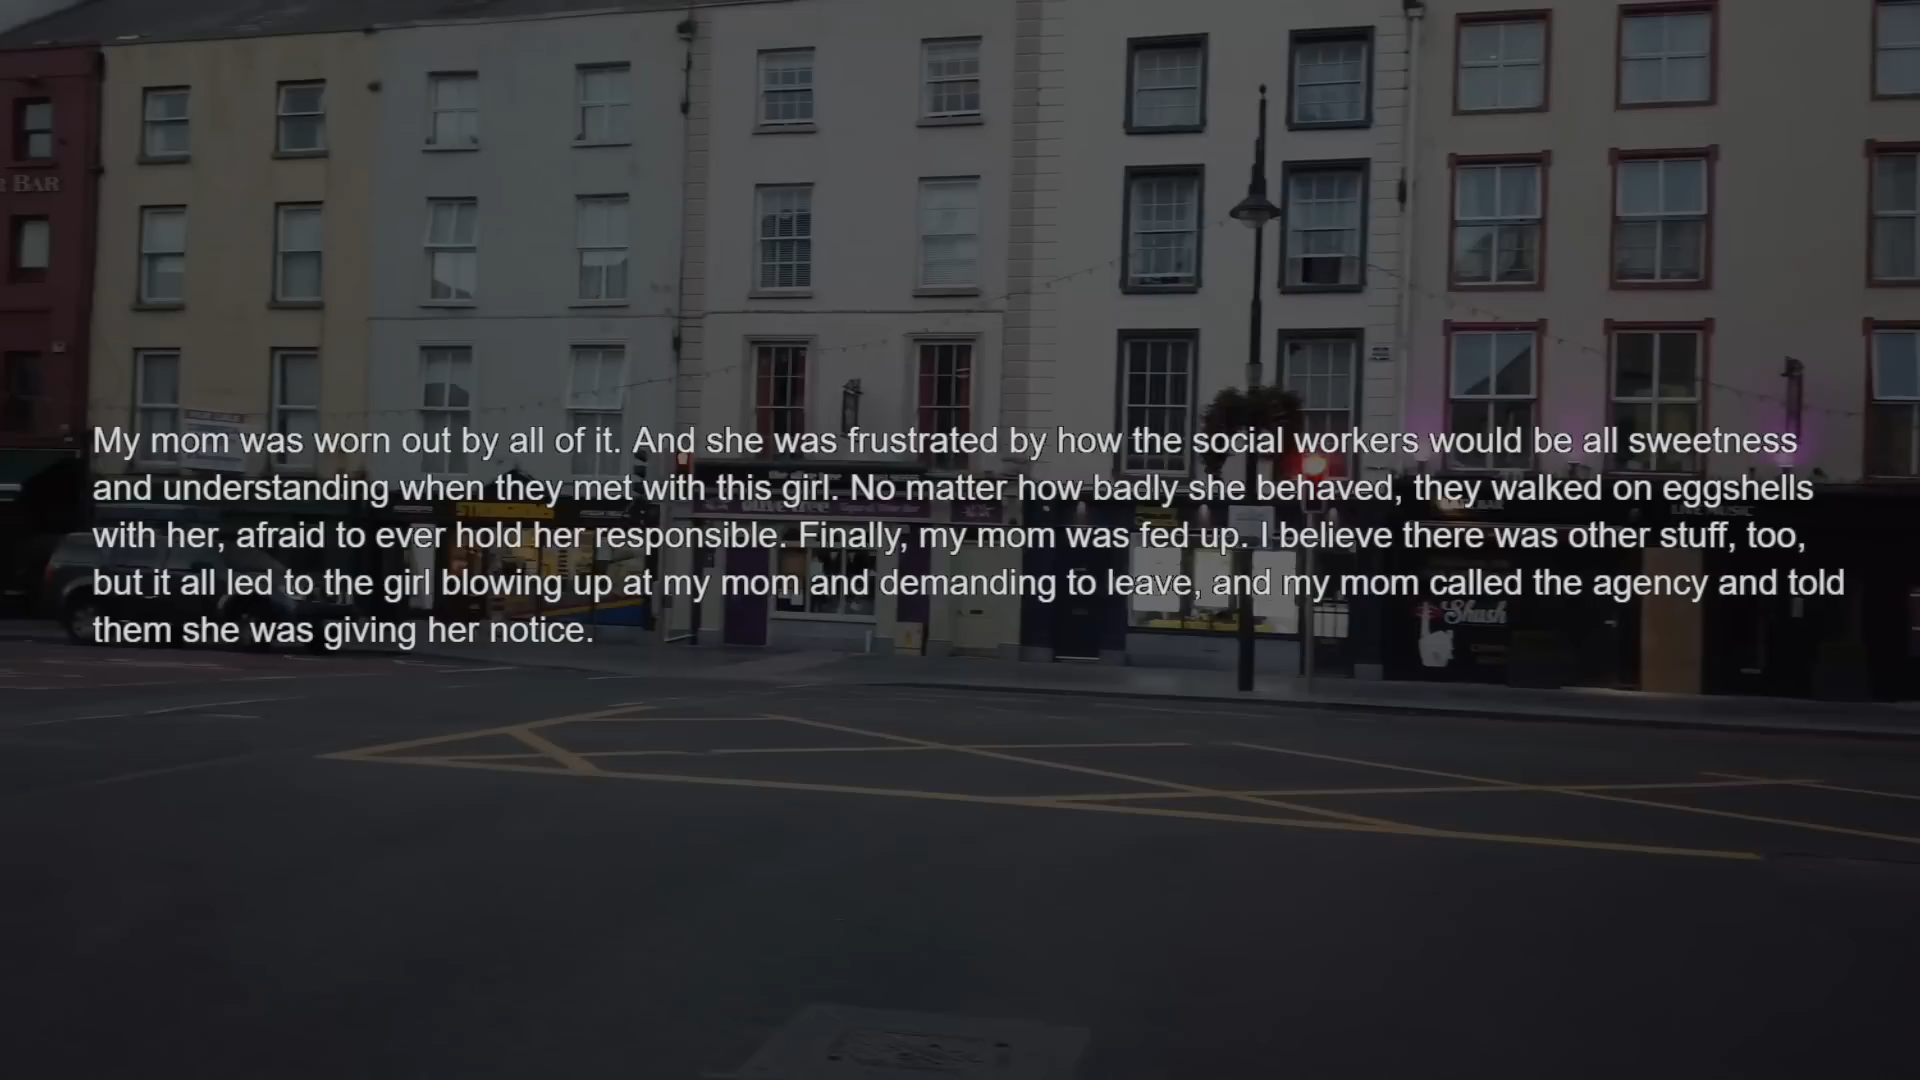 R BAR
My mom was worn out by all of it. And she was frustrated by how the social workers would be all sweetness
and understanding when they met with this girl. No matter how badly she behaved, they walked on eggshells
with her, afraid to ever hold her responsible. Finally, my mom was fed up. I believe there was other stuff, too,
but it all led to the girl blowing up at my mom and demanding to leave, and my mom called the agency and told
them she was giving her notice.
Shush